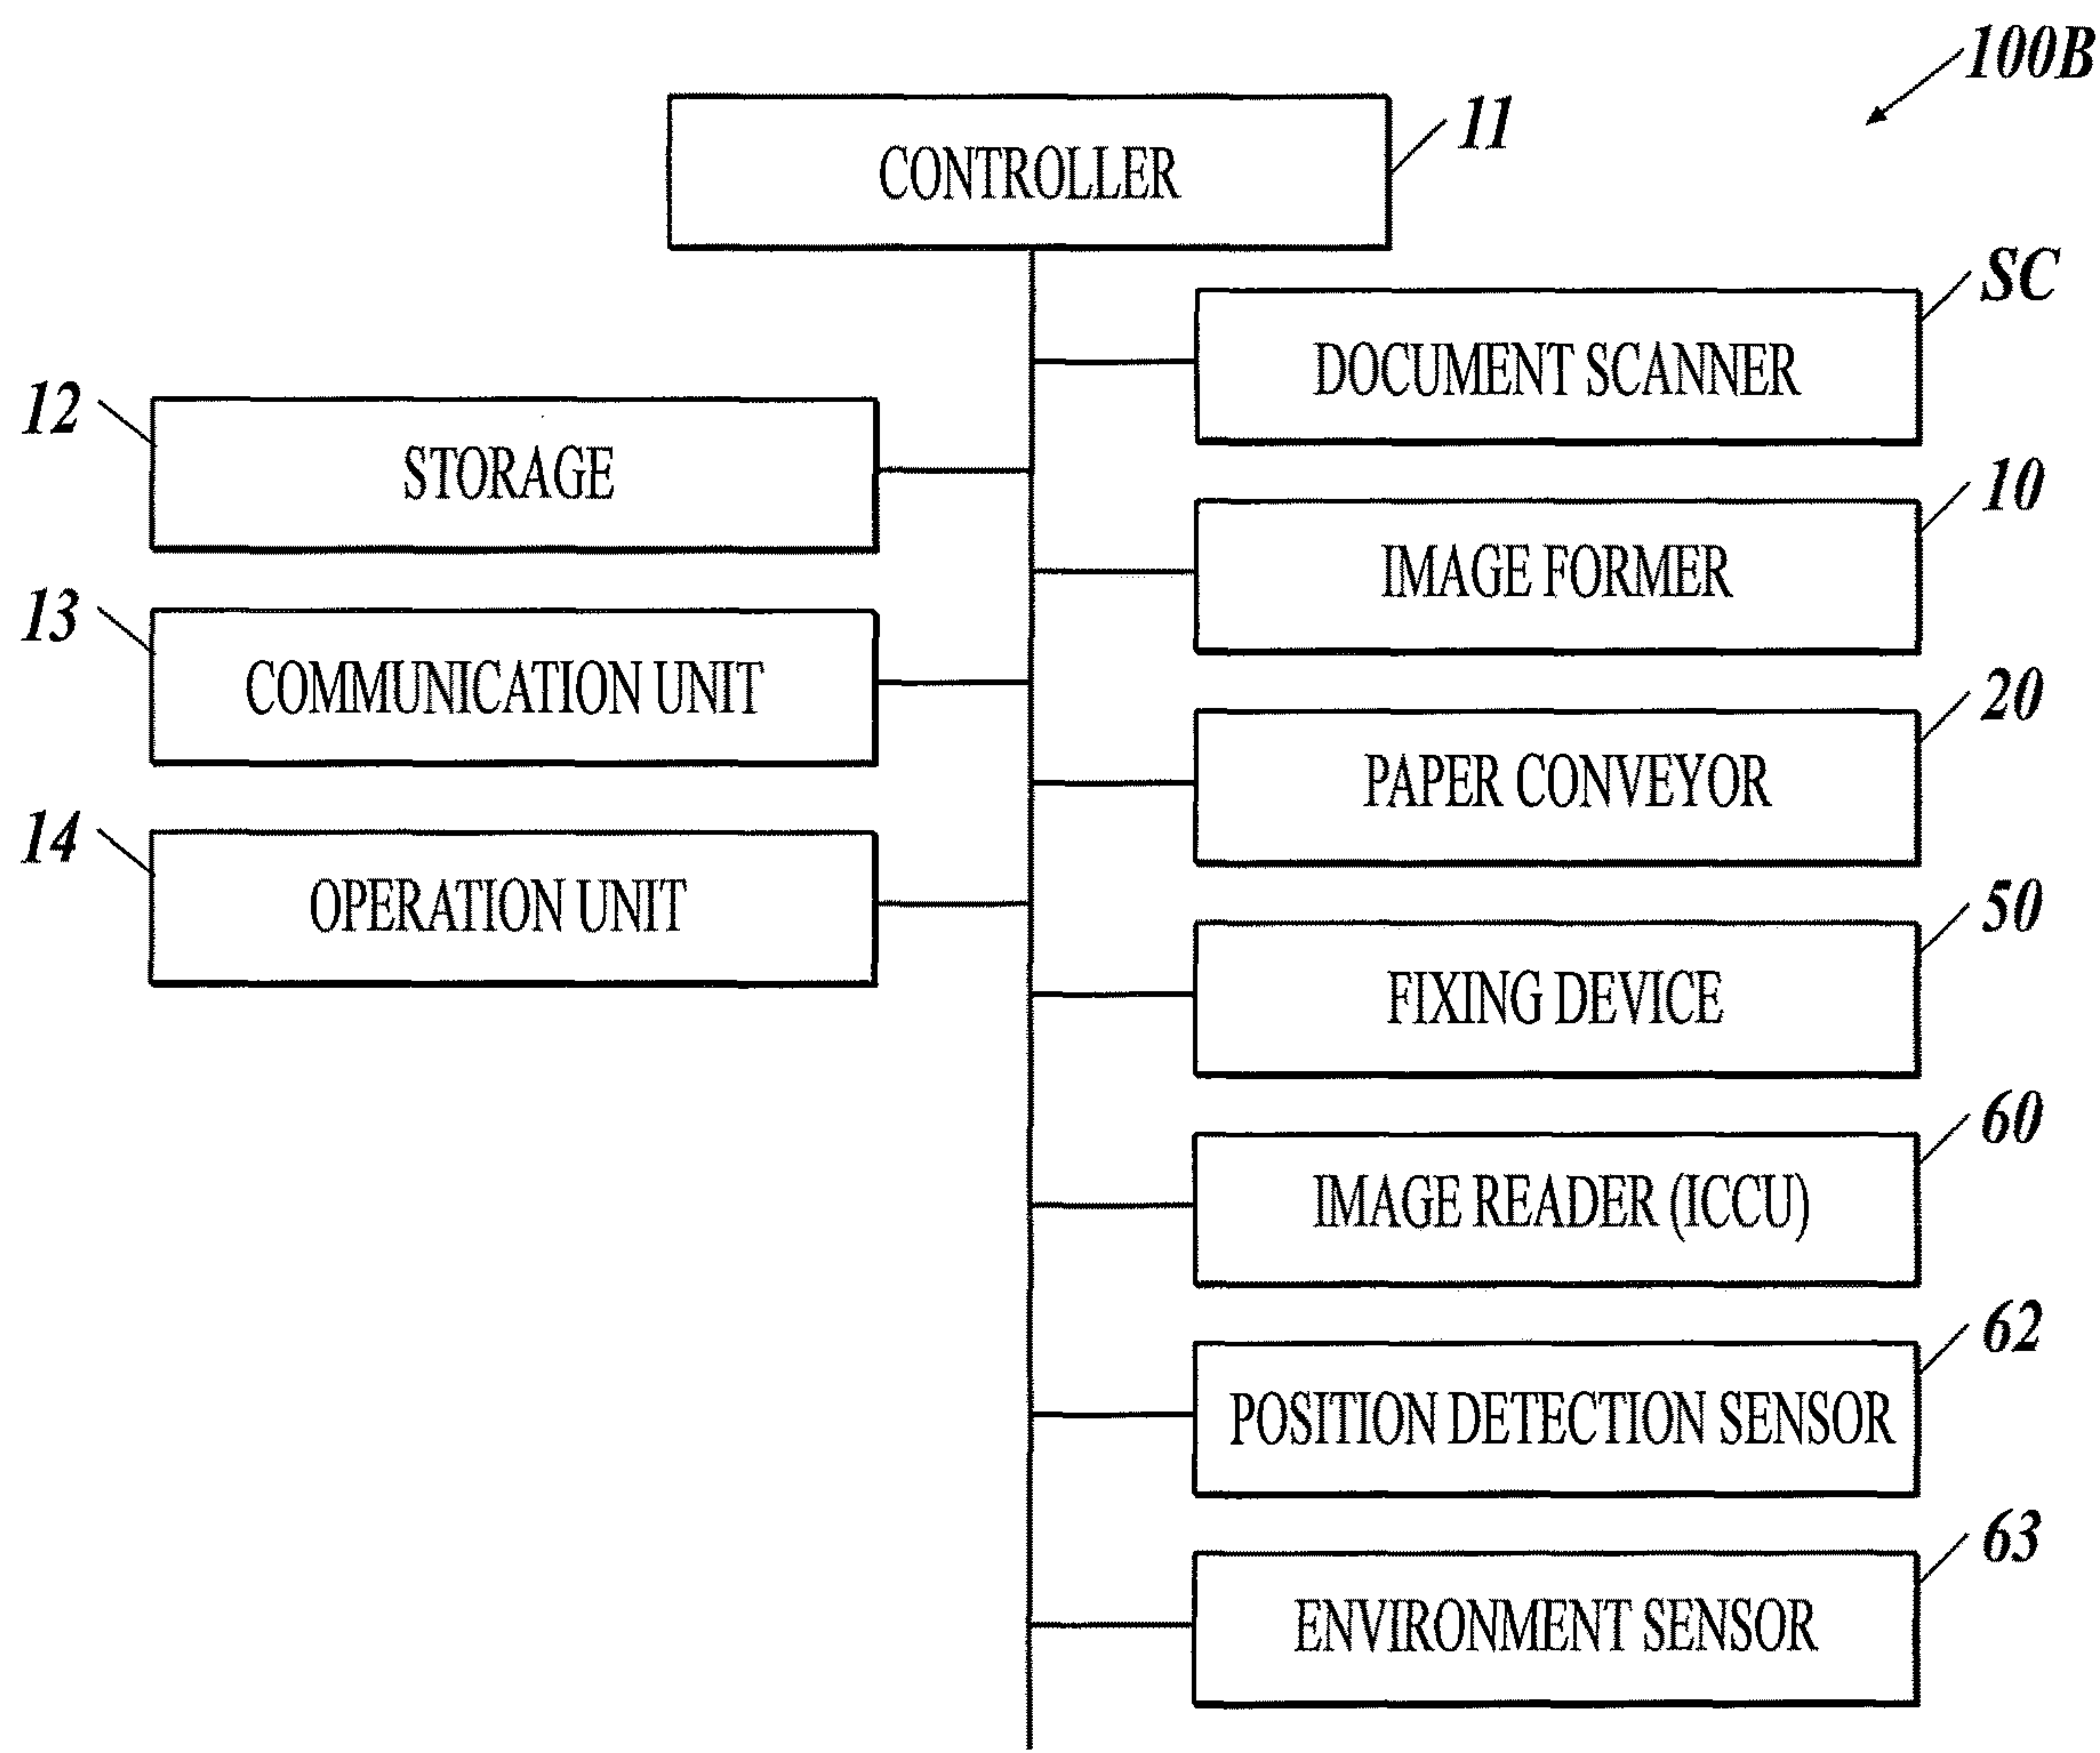 100B
CONTROLLER
11
DOCUMENT SCANNER
SC
12
STORAGE
IMAGE FORMER
10
13
COMMUNICATION UNIT
PAPER CONVEYOR
20
14
OPERATION UNIT
FIXING DEVICE
50
IMAGE READER (ICCU)
60
POSITION DETECTION SENSOR
62
ENVIRONMENT SENSOR
63